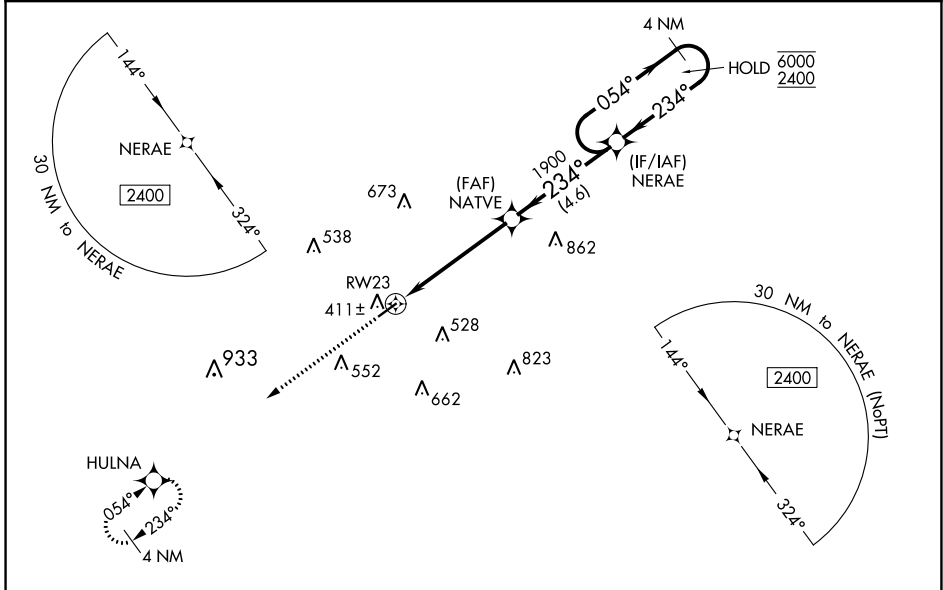 4 NM
HOLD 6000
2400
054°
234°
144°
NERAE
2400
324°
30 NM to NERAE
(IF/IAF)
NERAE
1900
234°
(4.6)
(FAF)
NATVE
673
538
862
RW23
411±
528
933
552
823
662
30 NM to NERAE (NoPT)
144°
2400
NERAE
324°
HULNA
054°
234°
4 NM